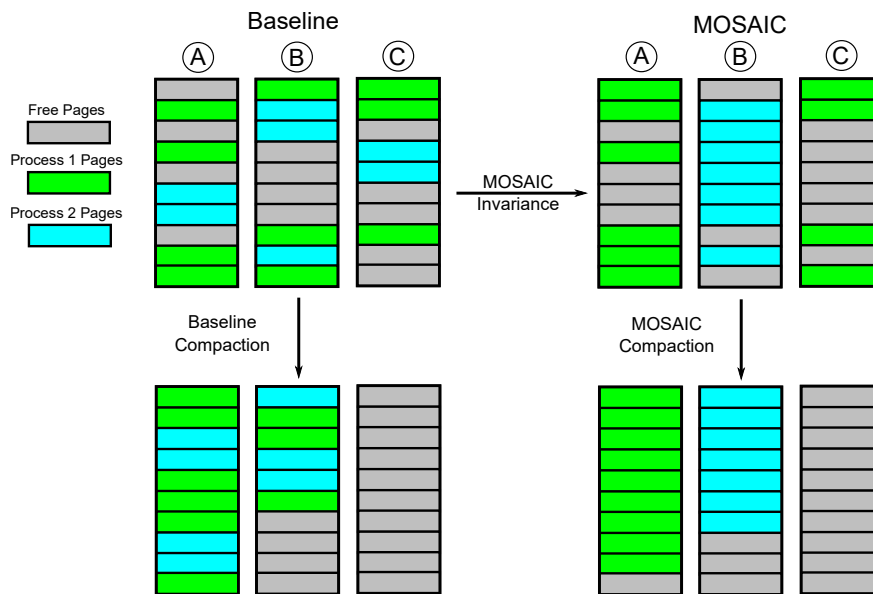 Baseline
MOSAIC
A
B
C
A
B
C
Free Pages
Process 1 Pages
Process 2 Pages
MOSAIC
Invariance
Baseline
Compaction
MOSAIC
Compaction